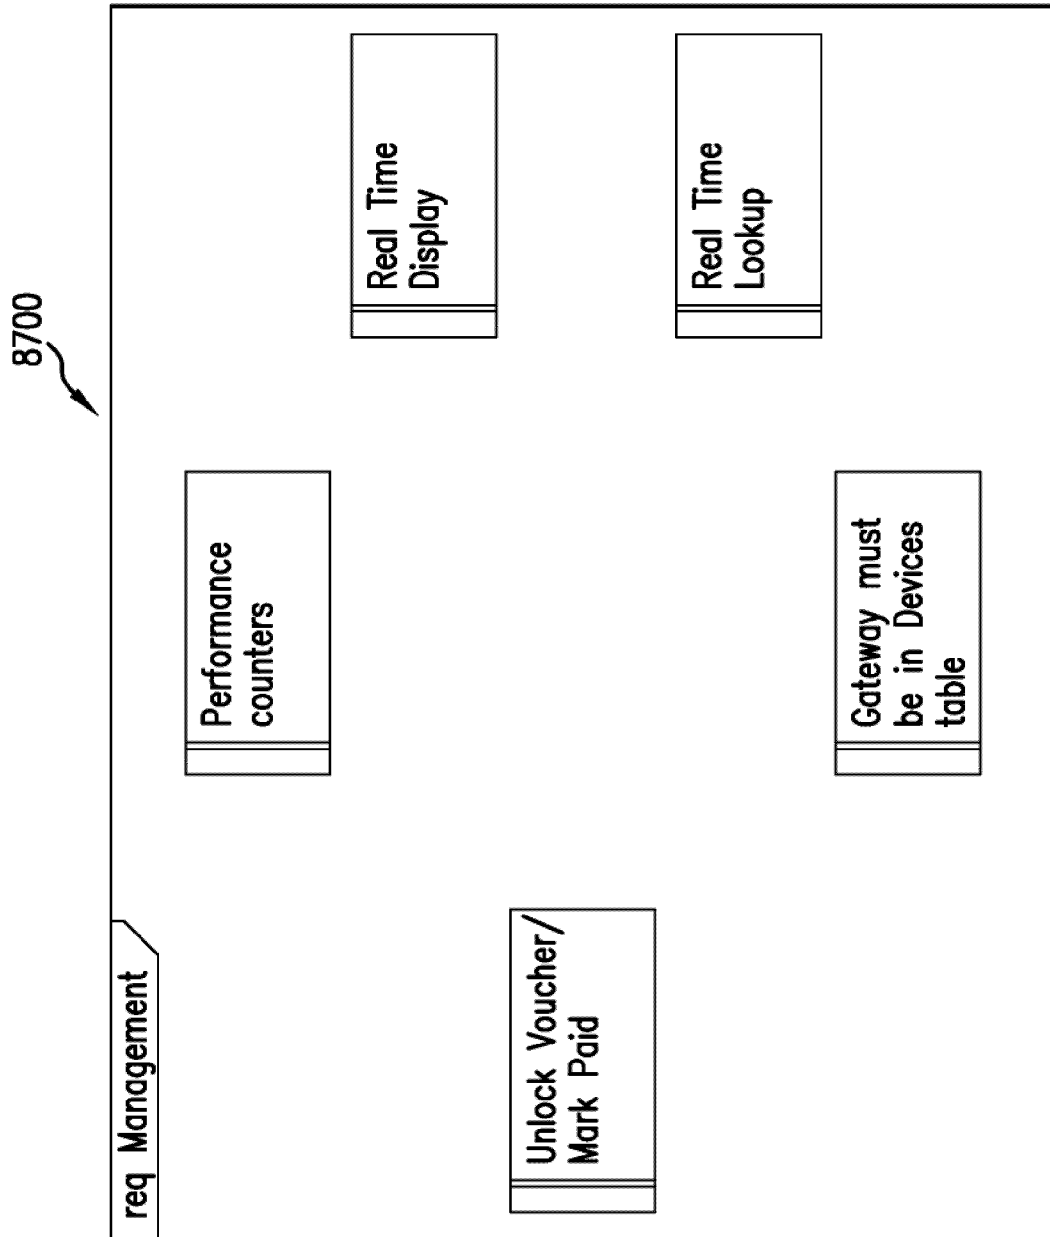 8700
req Management
Performance
counters
Real Time
Display
Unlock Voucher/
Mark Paid
Real Time
Lookup
Gateway must
be in Devices
table